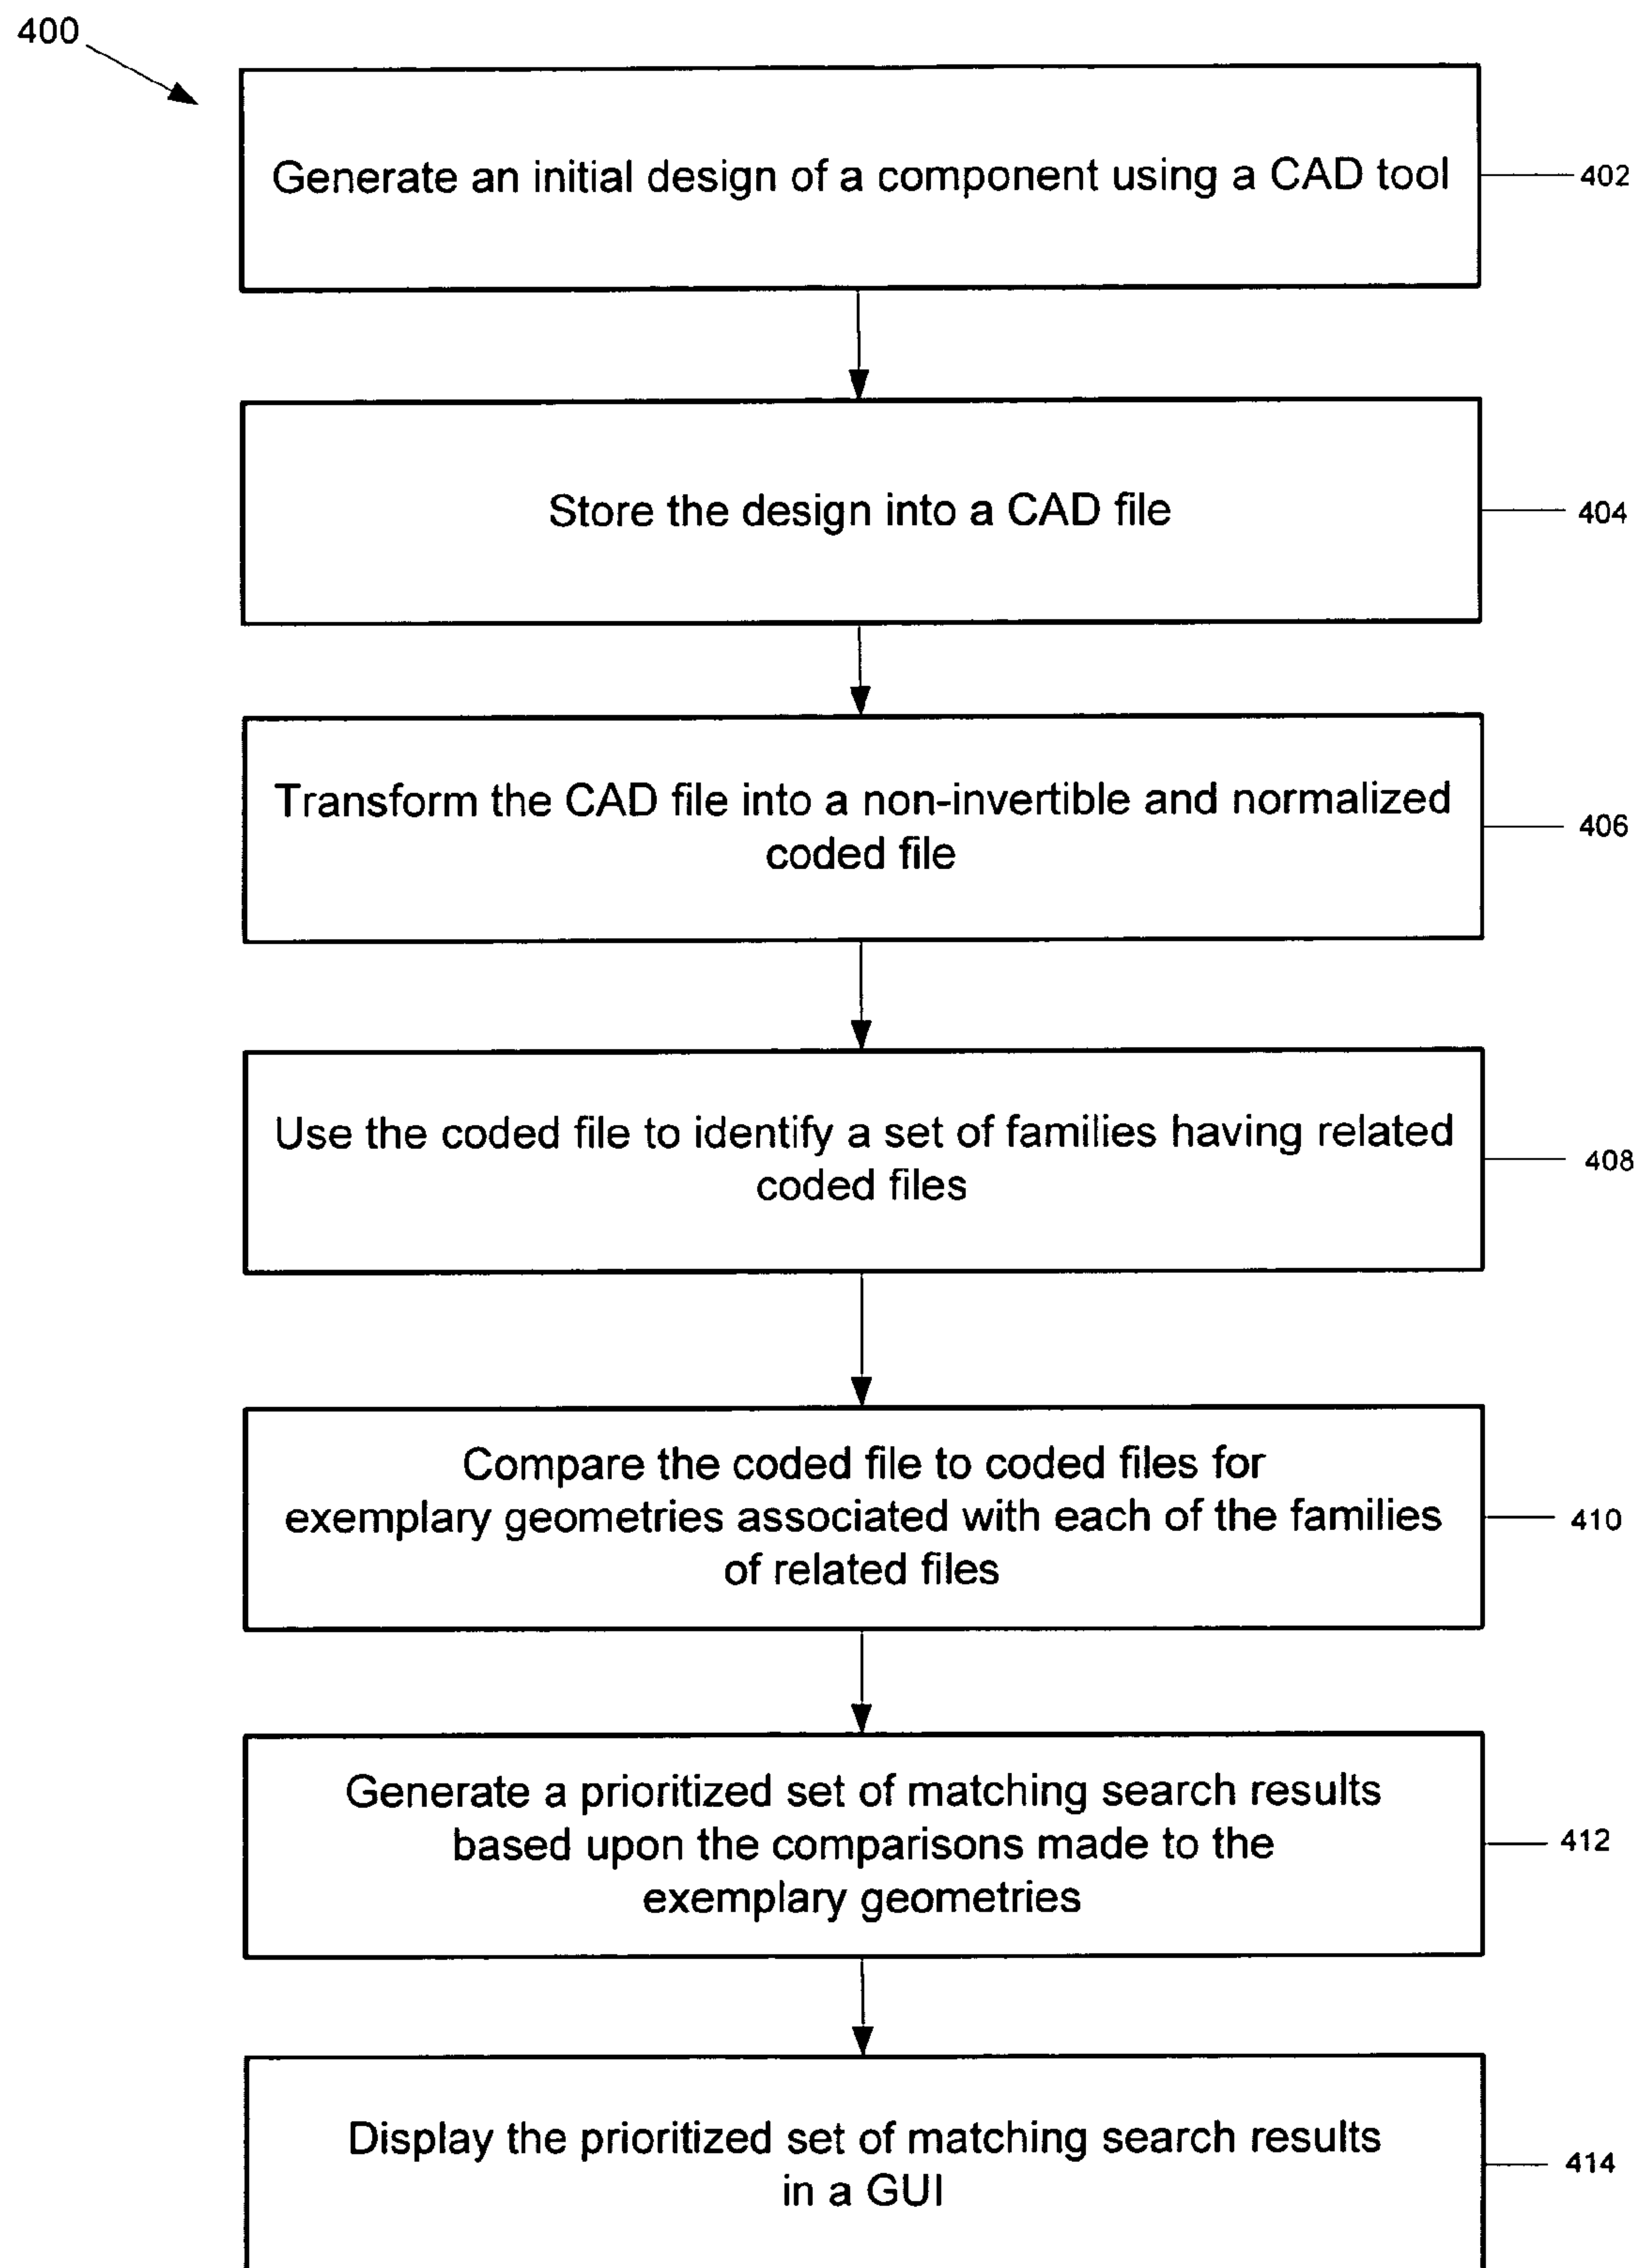 400
Generate an initial design of a component using a CAD tool
402
Store the design into a CAD file
404
Transform the CAD file into a non-invertible and normalized
coded file
406
Use the coded file to identify a set of families having related
coded files
408
Compare the coded file to coded files for
exemplary geometries associated with each of the families
of related files
410
Generate a prioritized set of matching search results
based upon the comparisons made to the
exemplary geometries
412
Display the prioritized set of matching search results
in a GUI
414